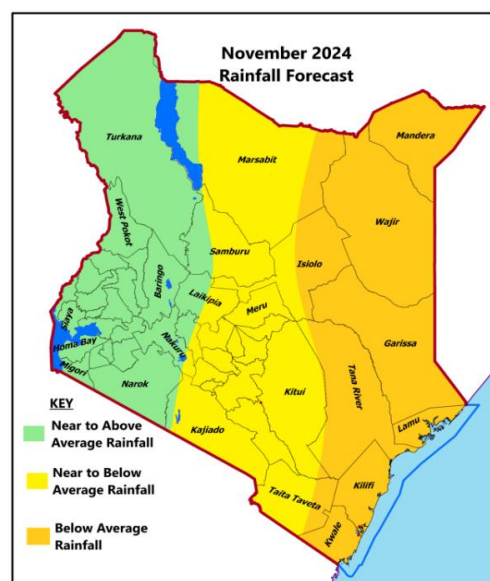 November 2024
Rainfall Forecast
Mandera
Turkana
Marsabit
Wajir
West Pokot
Samburu
Isiolo
Baringo
Laikipia
Meru
Siaya
Garissa
Homa Bay
Nakuru
Migori
Narok
Kitui
Tana River
Lamu
Kajiado
Kilifi
Taita Taveta
Kwale
KEY
Near to Above
Average Rainfall
Near to Below
Average Rainfall
Below Average
Rainfall